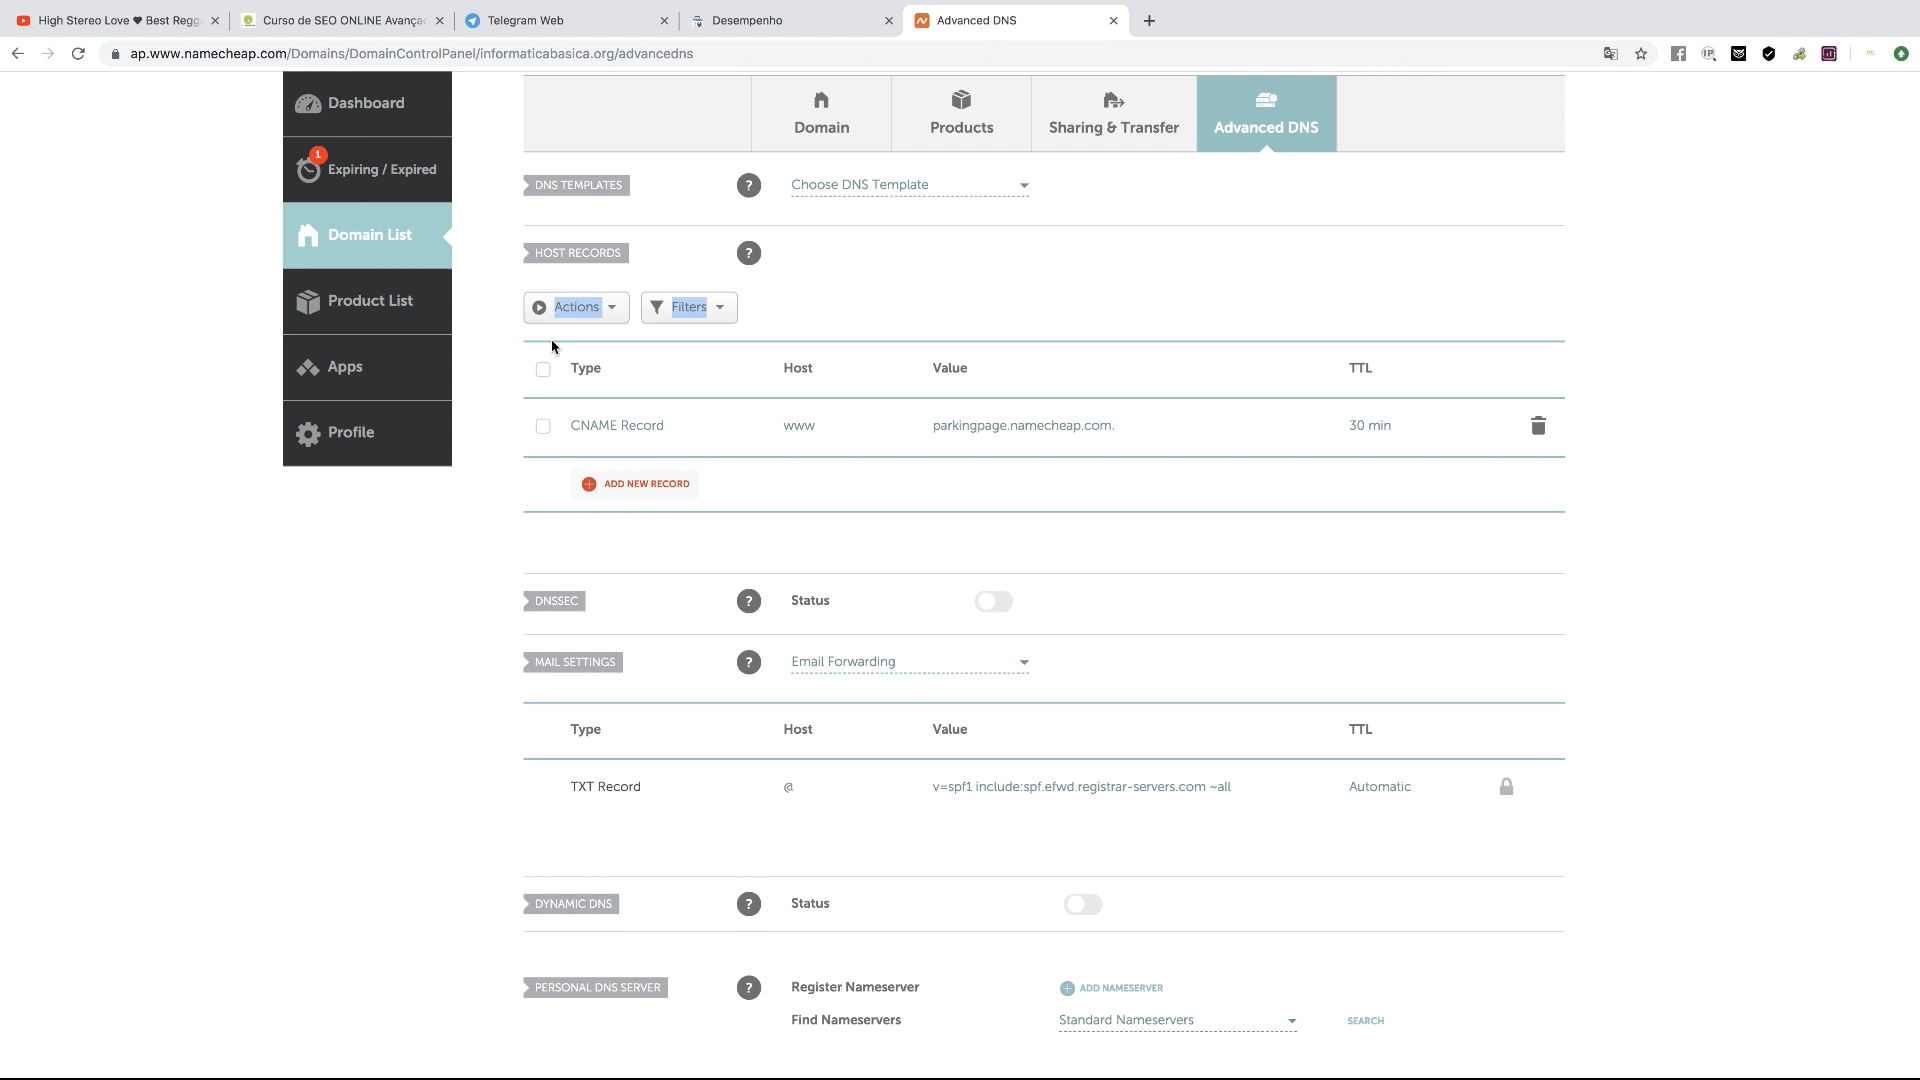 High Stereo Love ♥ Best Regg
Curso de SEO ONLINE Avança
Telegram Web
Desempenho
Advanced DNS
ap.www.namecheap.com/Domains/DomainControlPanel/informaticabasica.org/advancedns
Dashboard
1
Expiring / Expired
Domain List
Product List
Apps
Profile
Domain
Products
Sharing & Transfer
Advanced DNS
DNS TEMPLATES
?
Choose DNS Template
HOST RECORDS
?
Actions
Filters
Type
Host
Value
TTL
CNAME Record
www
parkingpage.namecheap.com.
30 min
ADD NEW RECORD
DNSSEC
?
Status
MAIL SETTINGS
?
Email Forwarding
Type
Host
Value
TTL
TXT Record
@
v=spf1 include:spf.efwd.registrar-servers.com ~all
Automatic
DYNAMIC DNS
?
Status
PERSONAL DNS SERVER
?
Register Nameserver
ADD NAMESERVER
Find Nameservers
Standard Nameservers
SEARCH